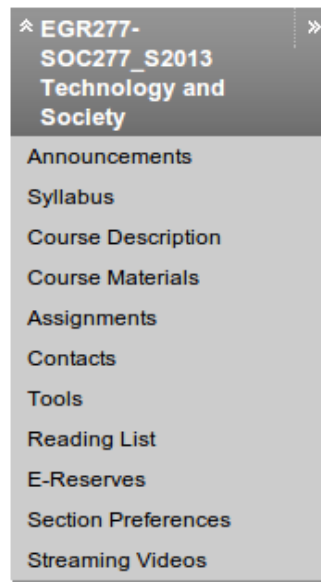 EGR277-
SOC277_S2013
Technology and
Society
Announcements
Syllabus
Course Description
Course Materials
Assignments
Contacts
Tools
Reading List
E-Reserves
Section Preferences
Streaming Videos